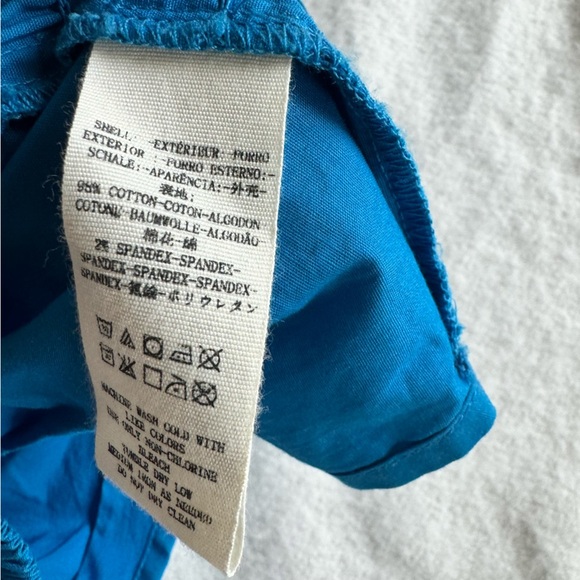 SHELL: -EXTÉRIEUR: FORRO
EXTERIOR :-FORRO ESTERNO:-
SCHALE:-APARÊNCIA:-外壳-
表地:
98% COTTON-COTON-ALGODON
COTONE BAUMWOLLE-ALGODÃO
棉花-綿
2% SPANDEX-SPANDEX-
SPANDEX-SPANDEX-SPANDEX-
SPANDEX-氨綸-ポリウレタン
MACHINE WASH COLD WITH
LIKE COLORS
USE ONLY NON-CHLORINE
BLEACH
TUMBLE DRY LOW
MEDIUM IRON AS NEEDED
DO NOT DRY CLEAN